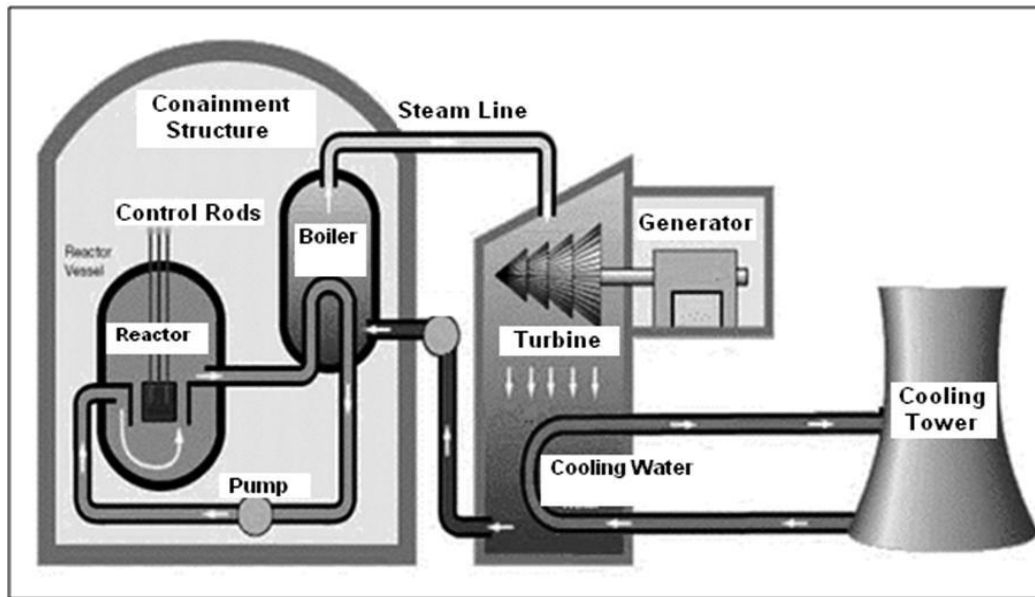 Conainment
Structure
Steam Line
Control Rods
Reactor
Vessel
Boiler
Generator
Reactor
Turbine
Cooling
Tower
Cooling Water
Pump